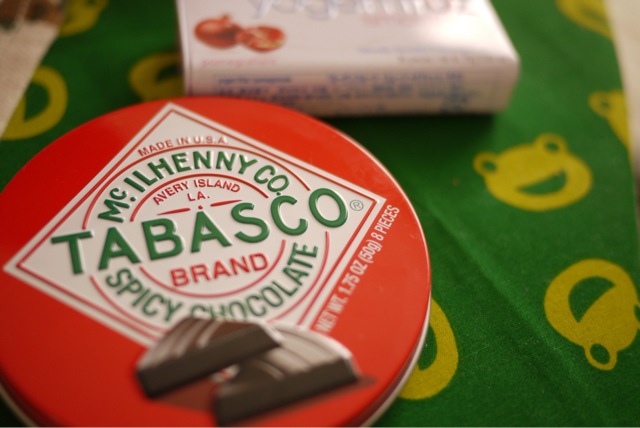 MADE IN U.S.A.
McILHENNY CO.
AVERY ISLAND
LA.
TABASCO®
BRAND
SPICY CHOCOLATE
NET WT. 1.75 OZ (50g) 8 PIECES